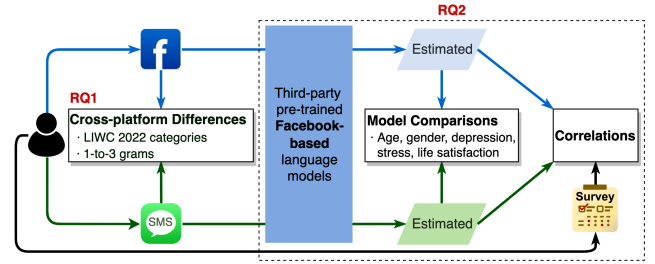 RQ2
RQ1
Cross-platform Differences
· LIWC 2022 categories
· 1-to-3 grams
SMS
Third-party
pre-trained
Facebook-
based
language
models
Estimated
Model Comparisons
· Age, gender, depression,
stress, life satisfaction
Estimated
Correlations
Survey